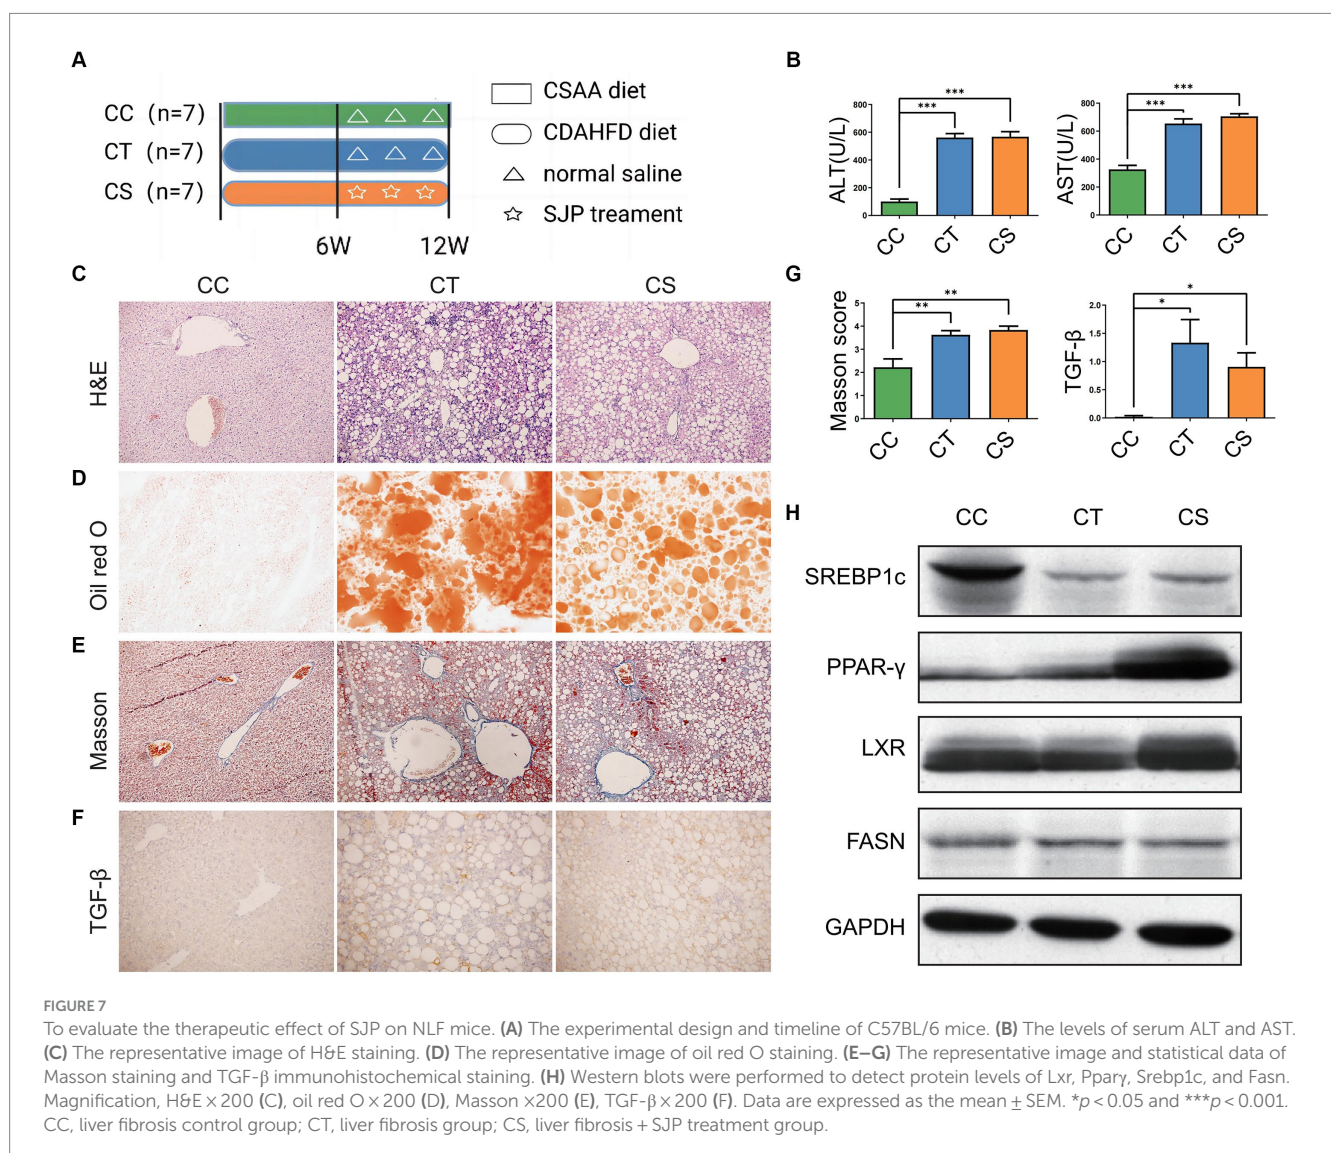 A
CC (n=7)
CT (n=7)
CS (n=7)
6W
12W
CSAA diet
CDAHFD diet
normal saline
SJP treament
B
ALT(U/L)
800
600
400
200
0
***
***
CC
CT
CS
AST(U/L)
800
600
400
200
0
***
***
CC
CT
CS
C
CC
CT
CS
H&E
D
Oil red O
E
Masson
F
TGF-β
G
Masson score
5
4
3
2
1
0
**
**
CC
CT
CS
TGF-β
2.0
1.5
1.0
0.5
0.0
*
*
CC
CT
CS
H
CC
CT
CS
SREBP1c
PPAR-γ
LXR
FASN
GAPDH
FIGURE 7
To evaluate the therapeutic effect of SJP on NLF mice. (A) The experimental design and timeline of C57BL/6 mice. (B) The levels of serum ALT and AST.
(C) The representative image of H&E staining. (D) The representative image of oil red O staining. (E–G) The representative image and statistical data of
Masson staining and TGF-β immunohistochemical staining. (H) Western blots were performed to detect protein levels of Lxr, Pparγ, Srebp1c, and Fasn.
Magnification, H&E × 200 (C), oil red O × 200 (D), Masson ×200 (E), TGF-β × 200 (F). Data are expressed as the mean ± SEM. *p < 0.05 and ***p < 0.001.
CC, liver fibrosis control group; CT, liver fibrosis group; CS, liver fibrosis + SJP treatment group.